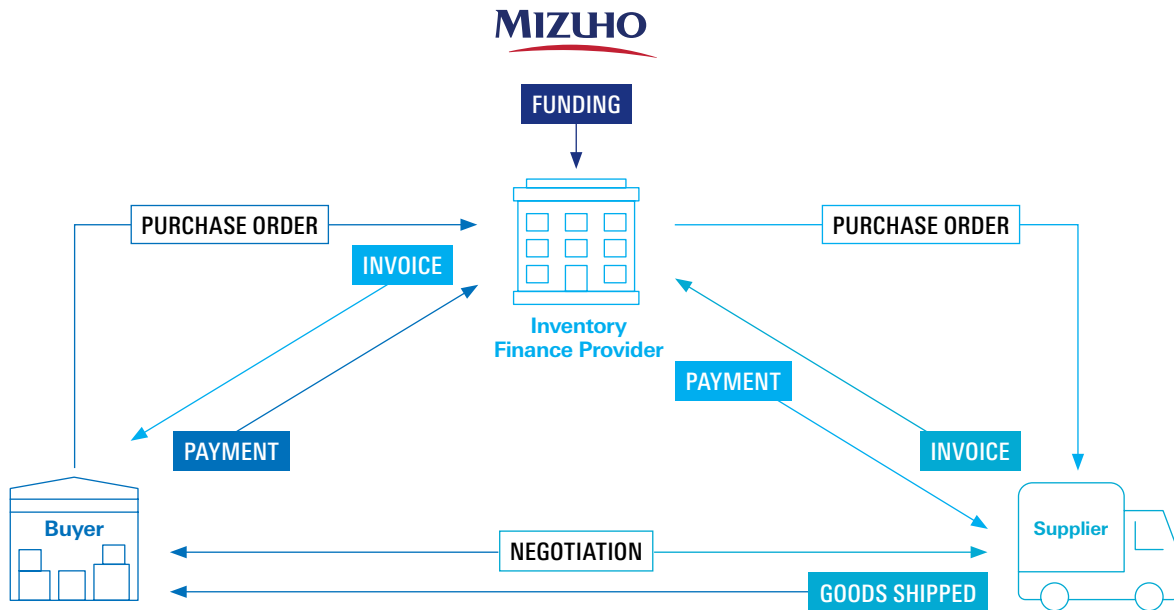 MIZUHO
FUNDING
PURCHASE ORDER
PURCHASE ORDER
INVOICE
Inventory
Finance Provider
PAYMENT
PAYMENT
INVOICE
Buyer
Supplier
NEGOTIATION
GOODS SHIPPED